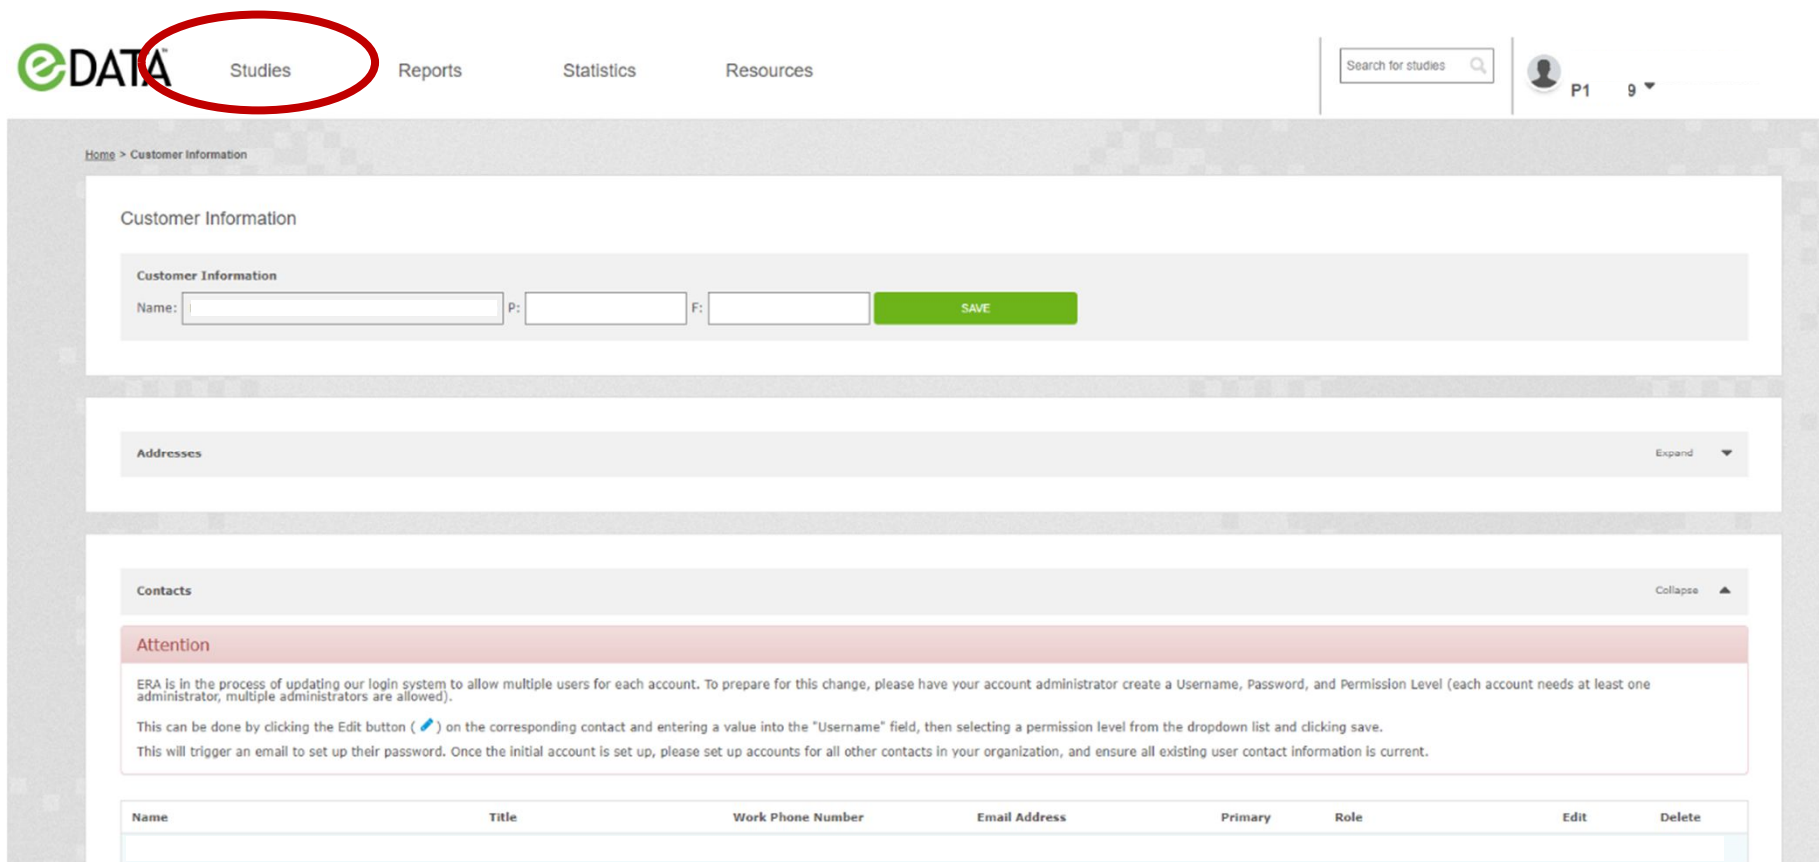 eDATA™ Studies Reports Statistics Resources Search for studies P1 9
Home > Customer Information
Customer Information
Customer Information
Name: P: F: SAVE
Addresses Expand
Contacts Collapse
Attention
ERA is in the process of updating our login system to allow multiple users for each account. To prepare for this change, please have your account administrator create a Username, Password, and Permission Level (each account needs at least one
administrator, multiple administrators are allowed).
This can be done by clicking the Edit button ( ) on the corresponding contact and entering a value into the "Username" field, then selecting a permission level from the dropdown list and clicking save.
This will trigger an email to set up their password. Once the initial account is set up, please set up accounts for all other contacts in your organization, and ensure all existing user contact information is current.
Name Title Work Phone Number Email Address Primary Role Edit Delete